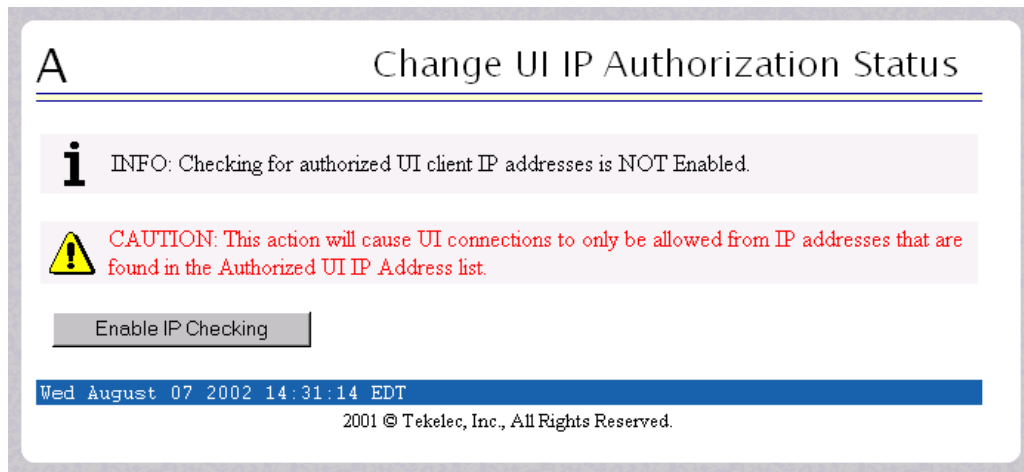 A
Change UI IP Authorization Status
i
INFO: Checking for authorized UI client IP addresses is NOT Enabled.
CAUTION: This action will cause UI connections to only be allowed from IP addresses that are
found in the Authorized UI IP Address list.
Enable IP Checking
Wed August 07 2002 14:31:14 EDT
2001 © Tekelec, Inc., All Rights Reserved.